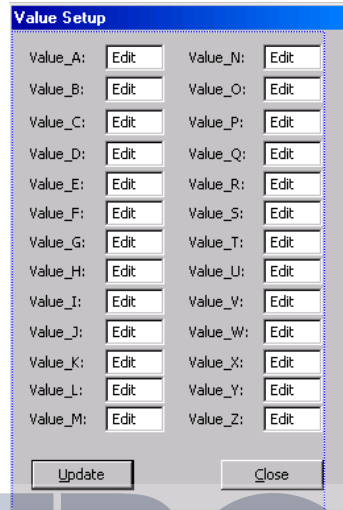 Value Setup
Value_A: Edit Value_N: Edit
Value_B: Edit Value_O: Edit
Value_C: Edit Value_P: Edit
Value_D: Edit Value_Q: Edit
Value_E: Edit Value_R: Edit
Value_F: Edit Value_S: Edit
Value_G: Edit Value_T: Edit
Value_H: Edit Value_U: Edit
Value_I: Edit Value_V: Edit
Value_J: Edit Value_W: Edit
Value_K: Edit Value_X: Edit
Value_L: Edit Value_Y: Edit
Value_M: Edit Value_Z: Edit
Update Close